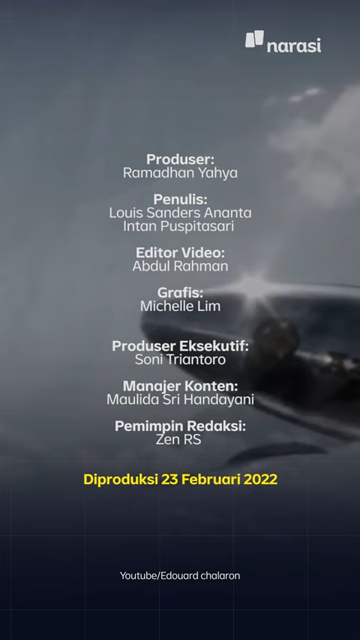 narasi
Produser:
Ramadhan Yahya
Penulis:
Louis Sanders Ananta
Intan Puspitasari
Editor Video:
Abdul Rahman
Grafis:
Michelle Lim
Produser Eksekutif:
Soni Triantoro
Manajer Konten:
Maulida Sri Handayani
Pemimpin Redaksi:
Zen RS
Diproduksi 23 Februari 2022
Youtube/Edouard chalaron